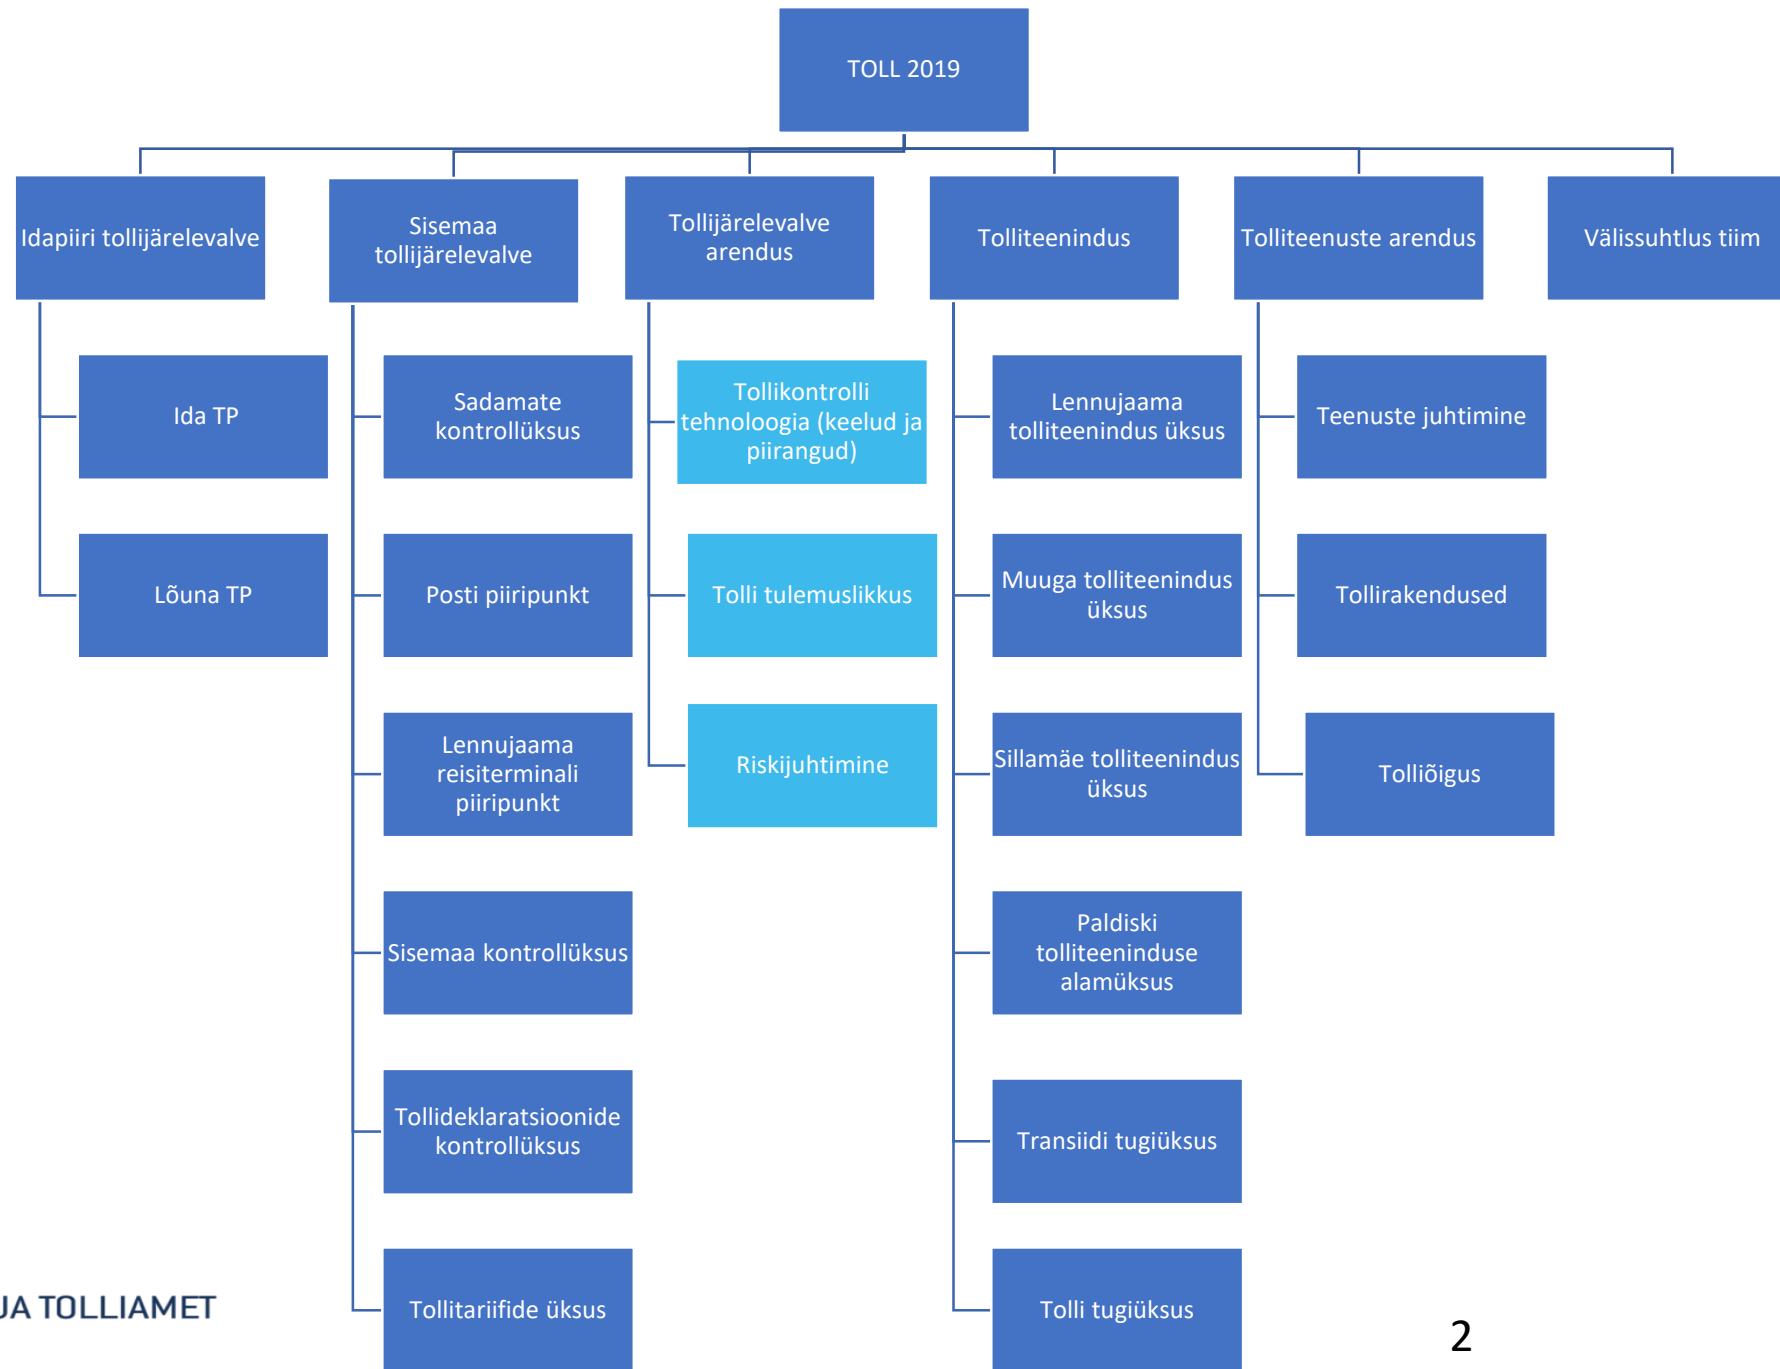 TOLL 2019
Idapiiri tollijärelevalve
Sisemaa
tollijärelevalve
Tollijärelevalve
arendus
Tolliteenindus
Tolliteenuste arendus
Välissuhtlus tiim
Ida TP
Lõuna TP
Sadamate
kontrollüksus
Posti piiripunkt
Lennujaama
reisiterminali
piiripunkt
Sisemaa kontrollüksus
Tollideklaratsioonide
kontrollüksus
Tollitariifide üksus
Tollikontrolli
tehnoloogia (keelud ja
piirangud)
Tolli tulemuslikkus
Riskijuhtimine
Lennujaama
tolliteenindus üksus
Muuga tolliteenindus
üksus
Sillamäe tolliteenindus
üksus
Paldiski
tolliteeninduse
alamüksus
Transiidi tugiüksus
Tolli tugiüksus
Teenuste juhtimine
Tollirakendused
Tolliõigus
JA TOLLIAMET
2